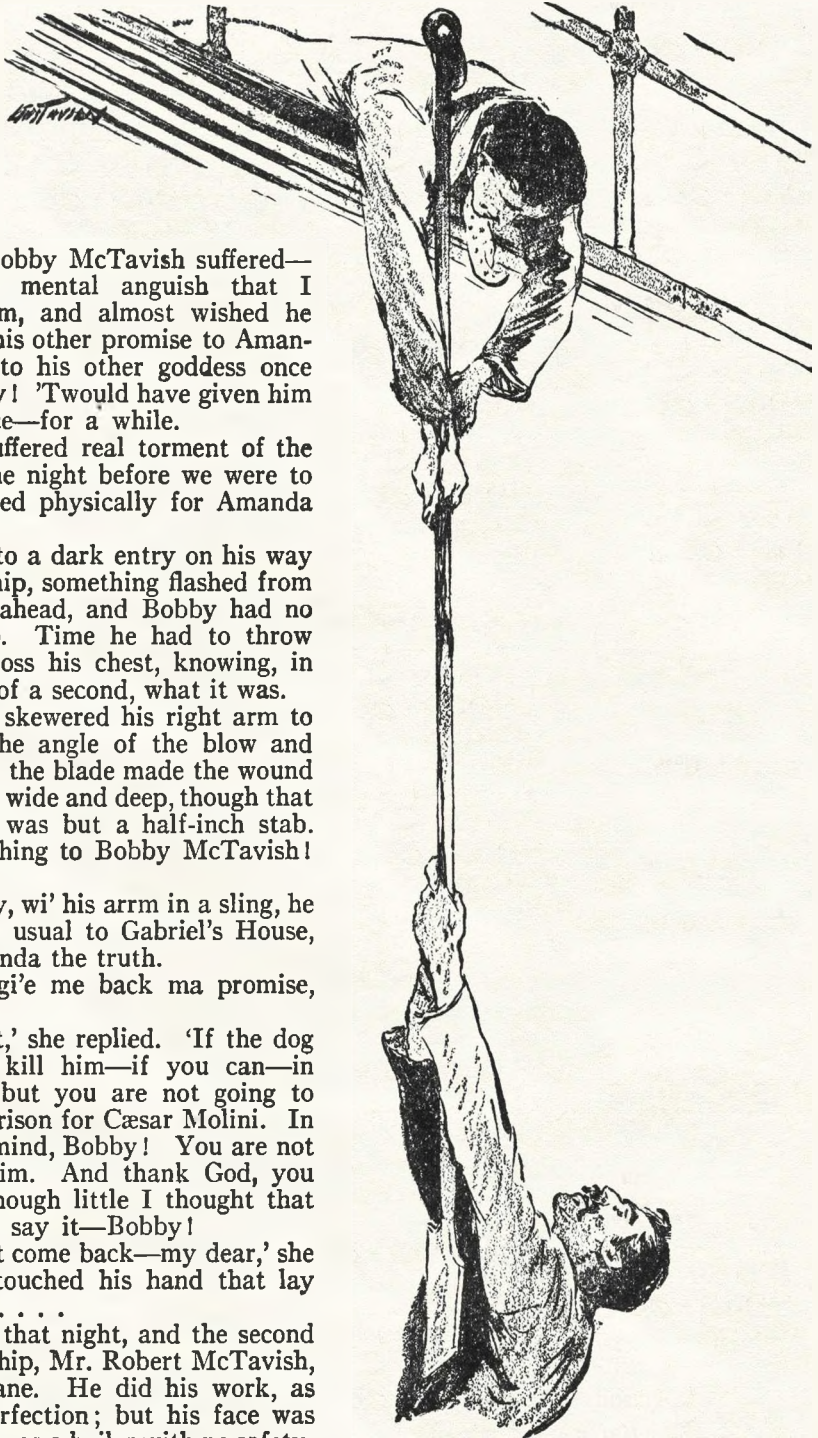 obby McTavish suffered—
mental anguish that I
m, and almost wished he
his other promise to Aman-
to his other goddess once
y! 'Twould have given him
e—for a while.
uffered real torment of the
ne night before we were to
ed physically for Amanda
to a dark entry on his way
hip, something flashed from
ahead, and Bobby had no
. Time he had to throw
oss his chest, knowing, in
of a second, what it was.
skewered his right arm to
he angle of the blow and
the blade made the wound
wide and deep, though that
was but a half-inch stab.
hing to Bobby McTavish!
y, wi' his arrm in a sling, he
usual to Gabriel's House,
nda the truth.
gi'e me back ma promise,
t,' she replied. 'If the dog
kill him—if you can—in
but you are not going to
rison for Cæsar Molini. In
mind, Bobby! You are not
im. And thank God, you
hough little I thought that
say it—Bobby!
t come back—my dear,' she
touched his hand that lay
. . . .
that night, and the second
hip, Mr. Robert McTavish,
ane. He did his work, as
rfection; but his face was